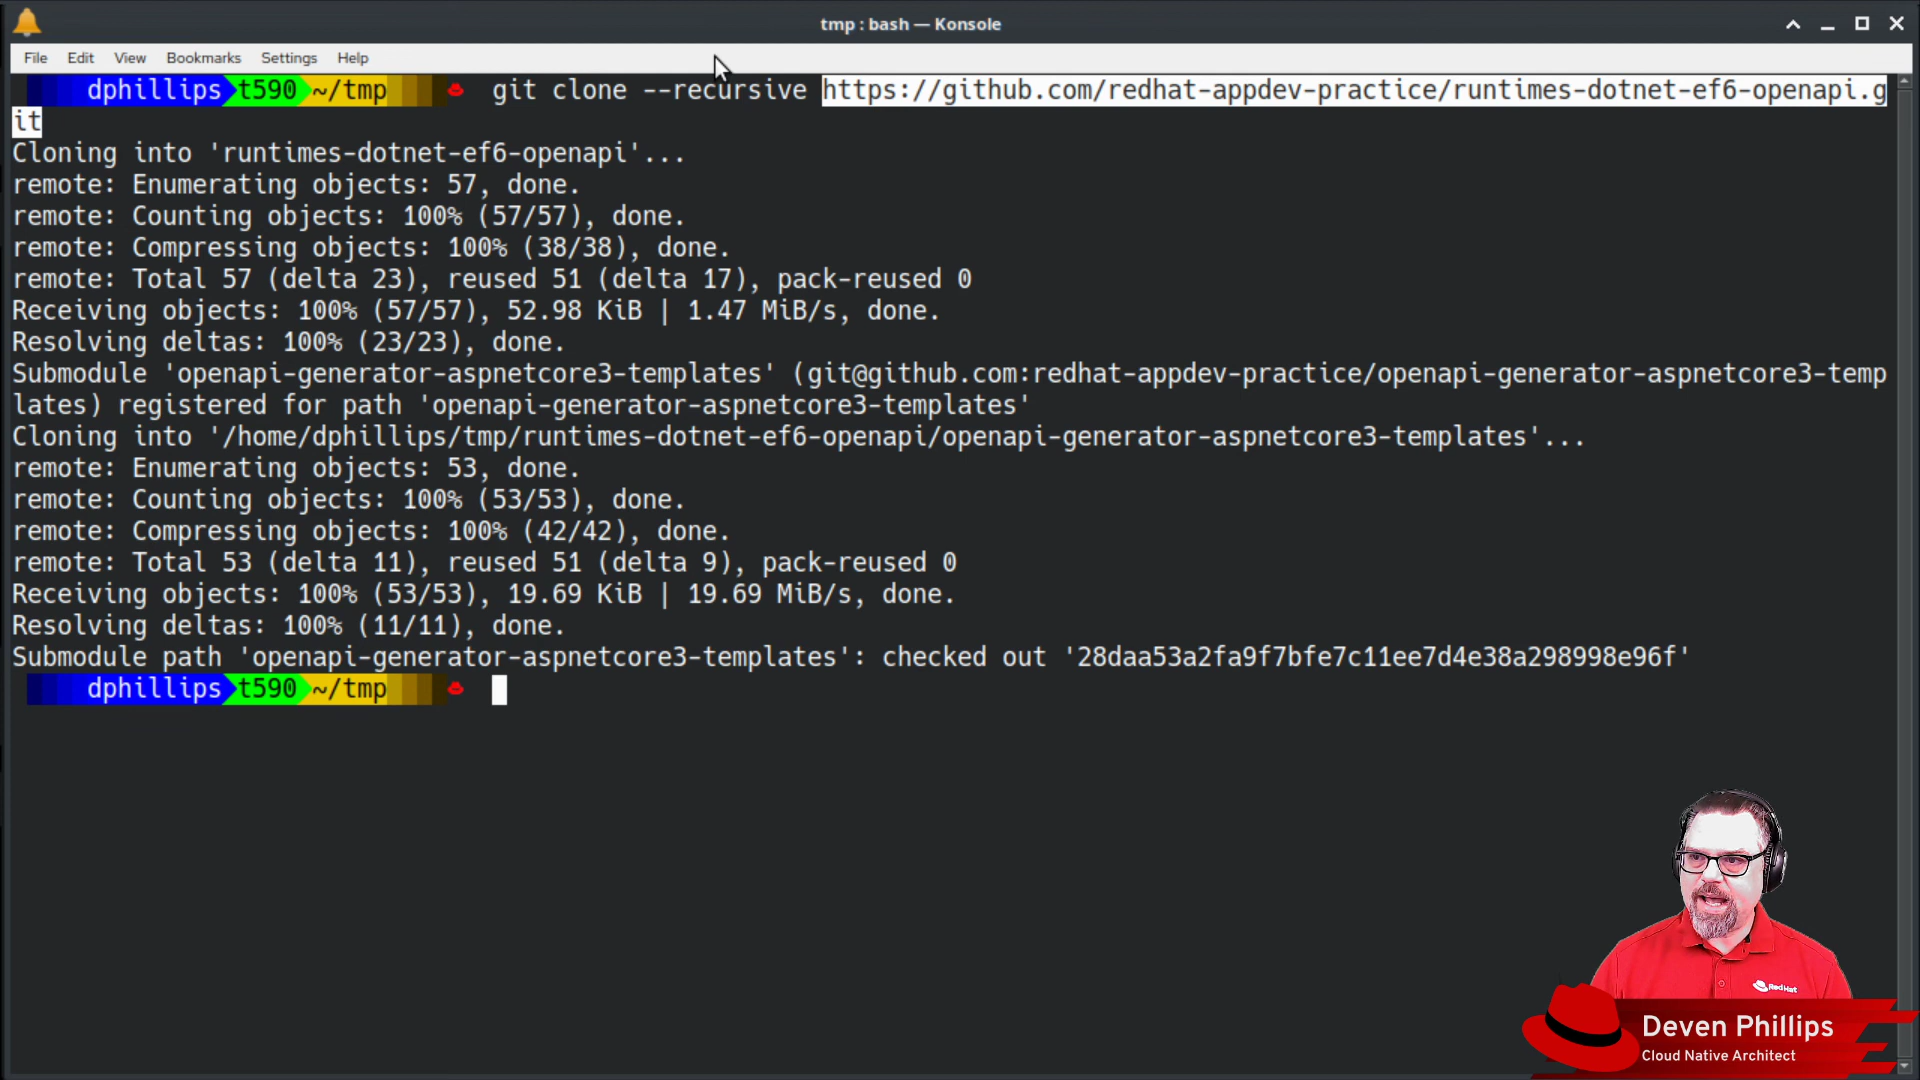 tmp : bash — Konsole
File Edit View Bookmarks Settings Help
dphillips t590 ~/tmp git clone --recursive https://github.com/redhat-appdev-practice/runtimes-dotnet-ef6-openapi.g
it
Cloning into 'runtimes-dotnet-ef6-openapi'...
remote: Enumerating objects: 57, done.
remote: Counting objects: 100% (57/57), done.
remote: Compressing objects: 100% (38/38), done.
remote: Total 57 (delta 23), reused 51 (delta 17), pack-reused 0
Receiving objects: 100% (57/57), 52.98 KiB | 1.47 MiB/s, done.
Resolving deltas: 100% (23/23), done.
Submodule 'openapi-generator-aspnetcore3-templates' (git@github.com:redhat-appdev-practice/openapi-generator-aspnetcore3-temp
lates) registered for path 'openapi-generator-aspnetcore3-templates'
Cloning into '/home/dphillips/tmp/runtimes-dotnet-ef6-openapi/openapi-generator-aspnetcore3-templates'...
remote: Enumerating objects: 53, done.
remote: Counting objects: 100% (53/53), done.
remote: Compressing objects: 100% (42/42), done.
remote: Total 53 (delta 11), reused 51 (delta 9), pack-reused 0
Receiving objects: 100% (53/53), 19.69 KiB | 19.69 MiB/s, done.
Resolving deltas: 100% (11/11), done.
Submodule path 'openapi-generator-aspnetcore3-templates': checked out '28daa53a2fa9f7bfe7c11ee7d4e38a298998e96f'
dphillips t590 ~/tmp
Red Hat
Deven Phillips
Cloud Native Architect